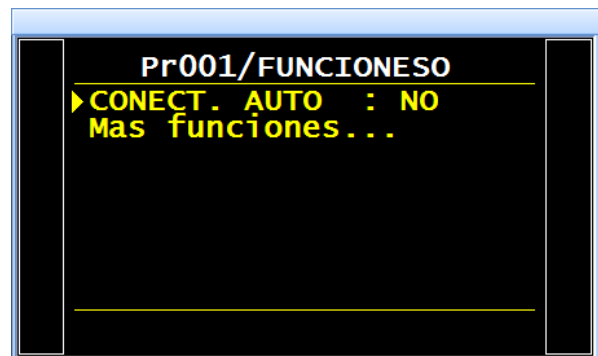 Pr001/FUNCIONESO
CONECT. AUTO : NO
Mas funciones...